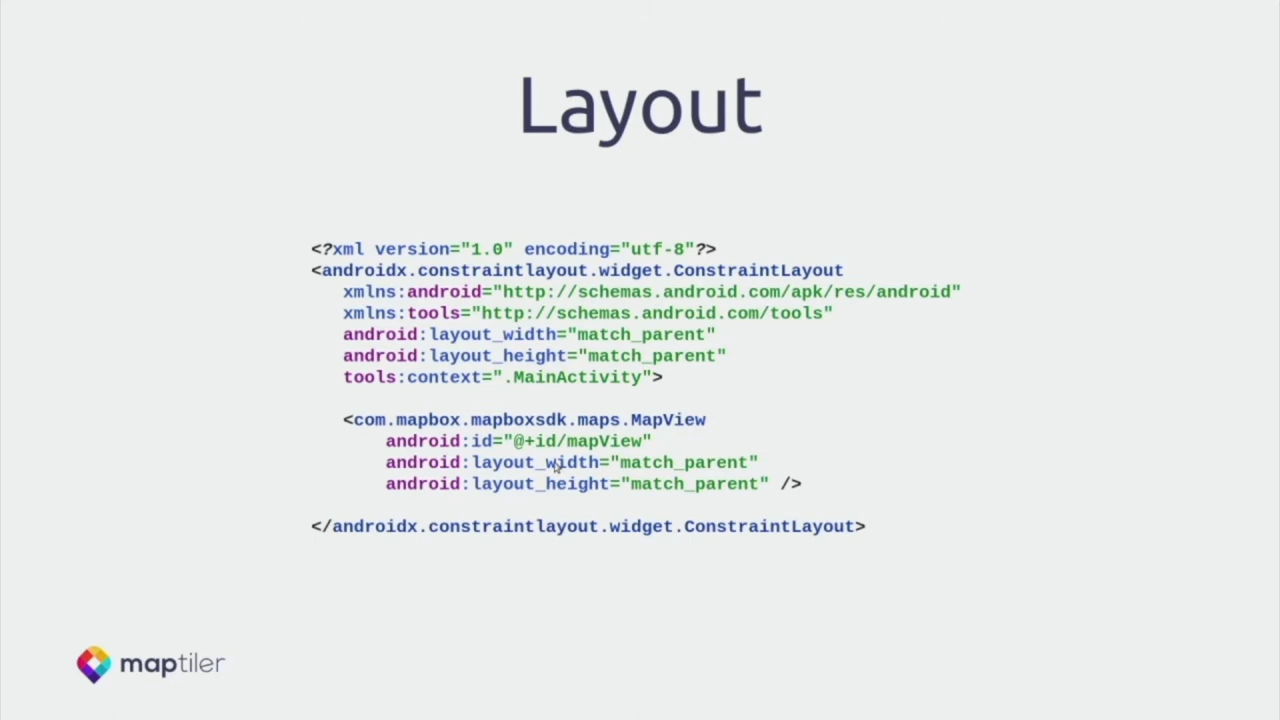 Layout
<?xml version="1.0" encoding="utf-8"?>
<androidx.constraintlayout.widget.ConstraintLayout
xmlns:android="http://schemas.android.com/apk/res/android"
xmlns:tools="http://schemas.android.com/tools"
android:layout_width="match_parent"
android:layout_height="match_parent"
tools:context=".MainActivity">
<com.mapbox.mapboxsdk.maps.MapView
android:id="@+id/mapView"
android:layout_width="match_parent"
android:layout_height="match_parent" />
</androidx.constraintlayout.widget.ConstraintLayout>
maptiler